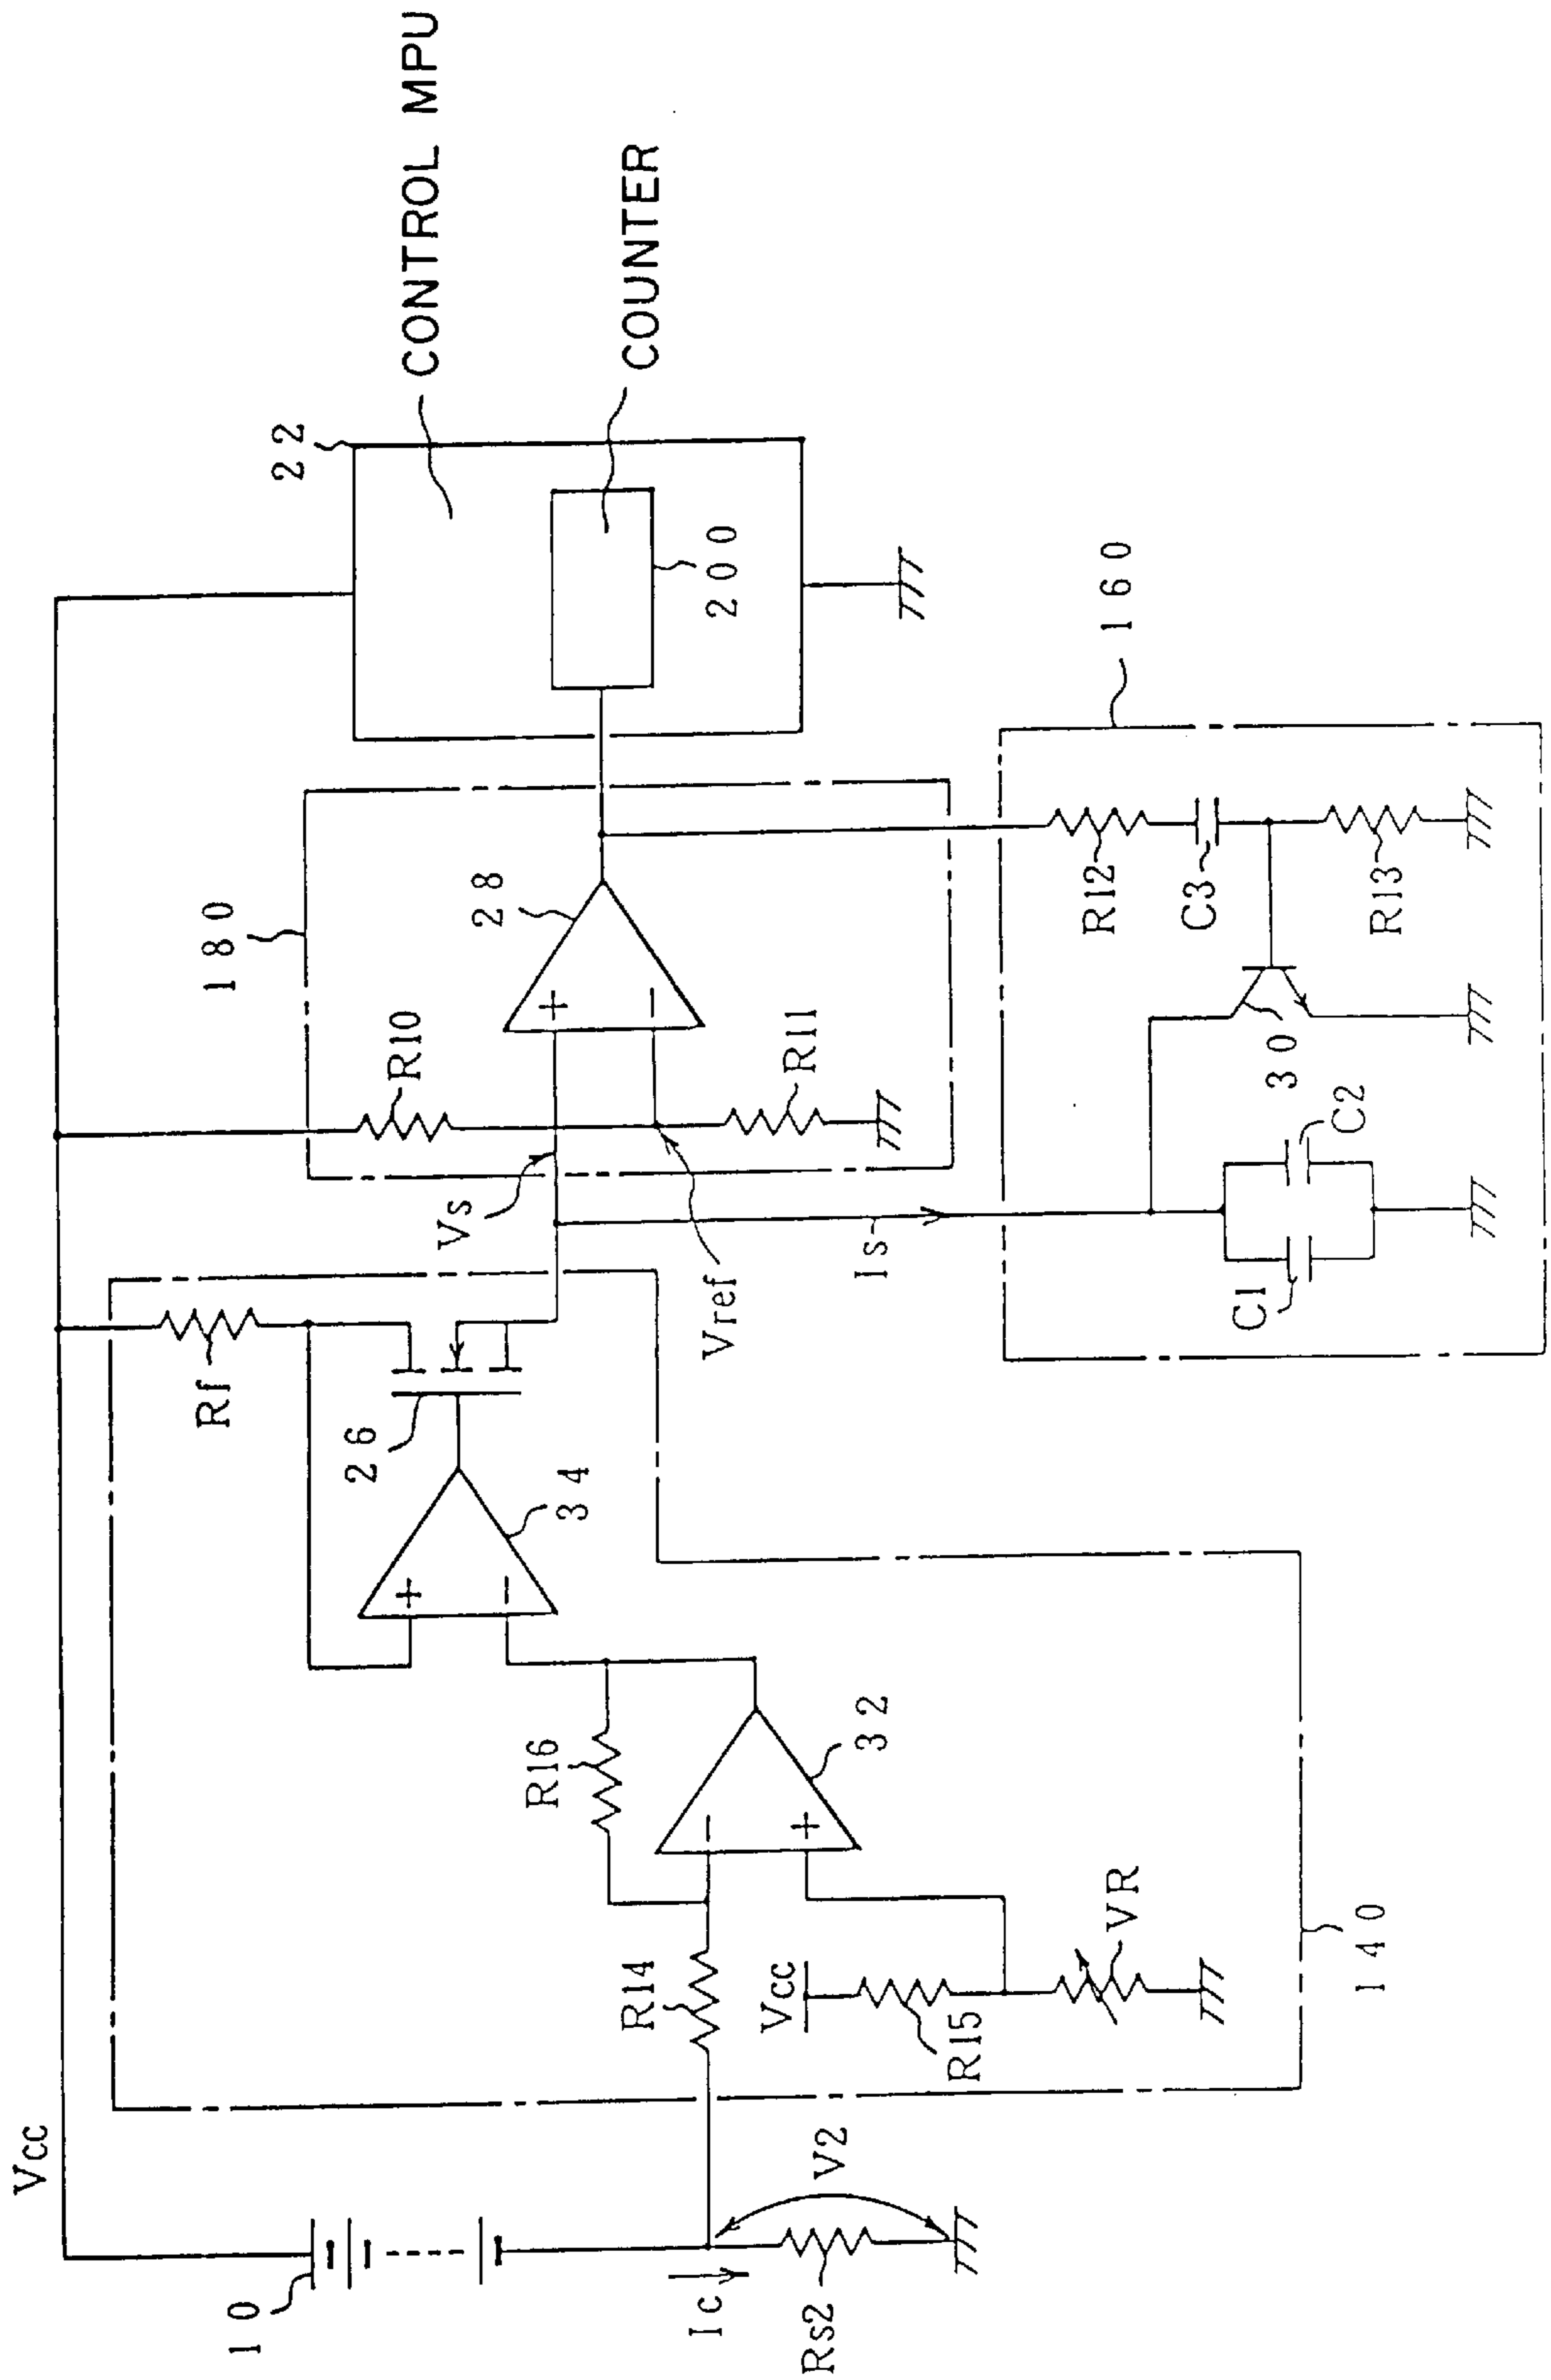 Vcc
10
Ic
Rs2
V2
R14
Vcc
R15
VR
140
R16
−
+
32
+
−
34
26
Rf
Vs
Vref
Is
180
R10
R11
+
−
28
22
CONTROL MPU
COUNTER
200
160
R12
C3
R13
30
C1
C2